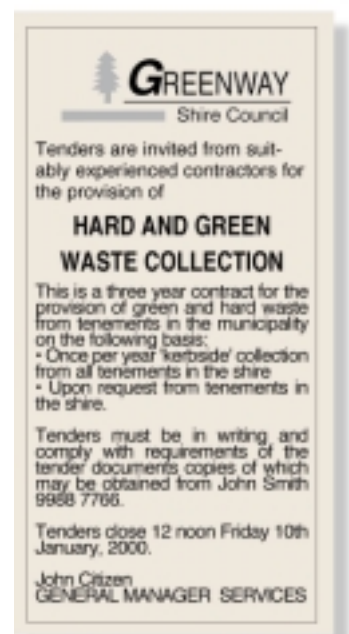 GREENWAY
Shire Council
Tenders are invited from suit-
ably experienced contractors for
the provision of
HARD AND GREEN
WASTE COLLECTION
This is a three year contract for the
provision of green and hard waste
from tenements in the municipality
on the following basis:
• Once per year 'kerbside' collection
from all tenements in the shire
• Upon request from tenements in
the shire.
Tenders must be in writing and
comply with requirements of the
tender documents copies of which
may be obtained from John Smith
9988 7766.
Tenders close 12 noon Friday 10th
January, 2000.
John Citizen
GENERAL MANAGER SERVICES